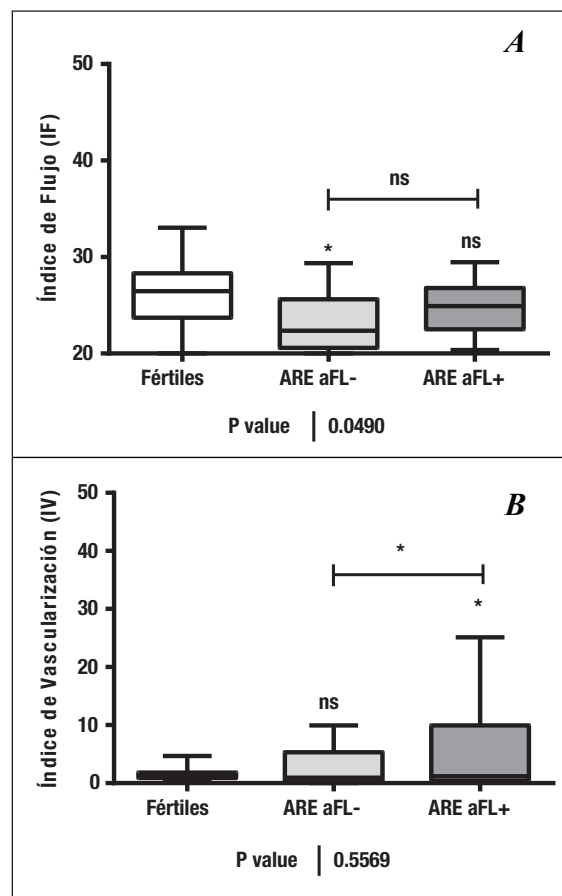 A
Índice de Flujo (IF)
50
40
30
20
ns
*
ns
Fértiles ARE aFL- ARE aFL+
P value 0.0490
B
Índice de Vascularización (IV)
50
40
30
20
10
0
*
*
ns
Fértiles ARE aFL- ARE aFL+
P value 0.5569